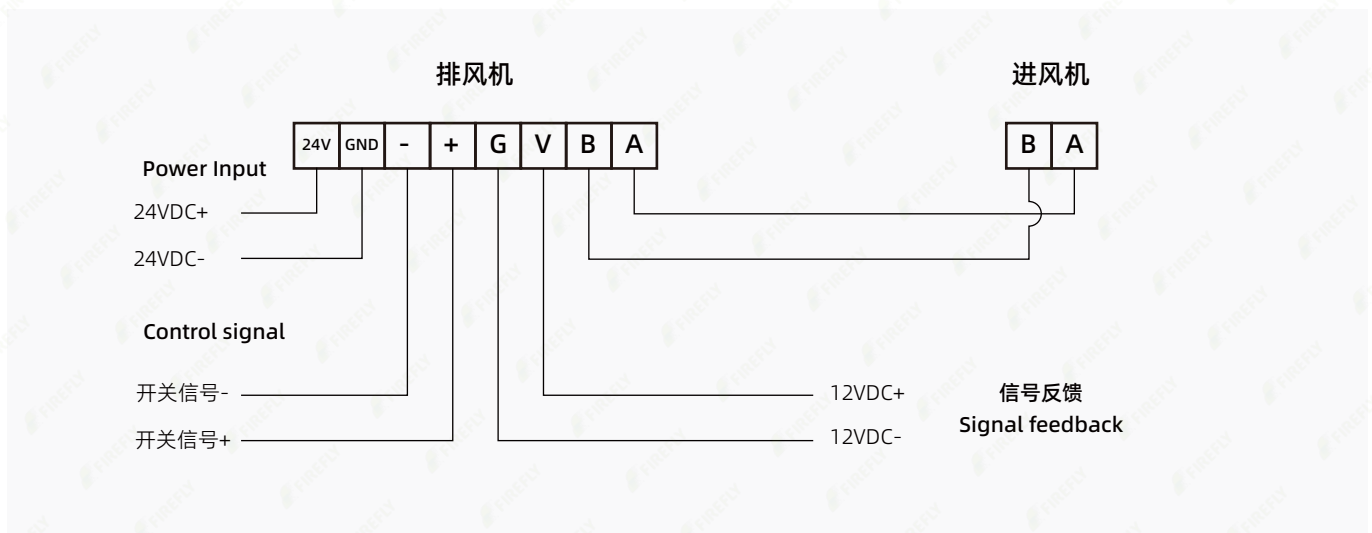 排风机
进风机
24V GND - + G V B A
B A
Power Input
24VDC+
24VDC-
Control signal
开关信号-
开关信号+
12VDC+
12VDC-
信号反馈
Signal feedback
FIREFLY